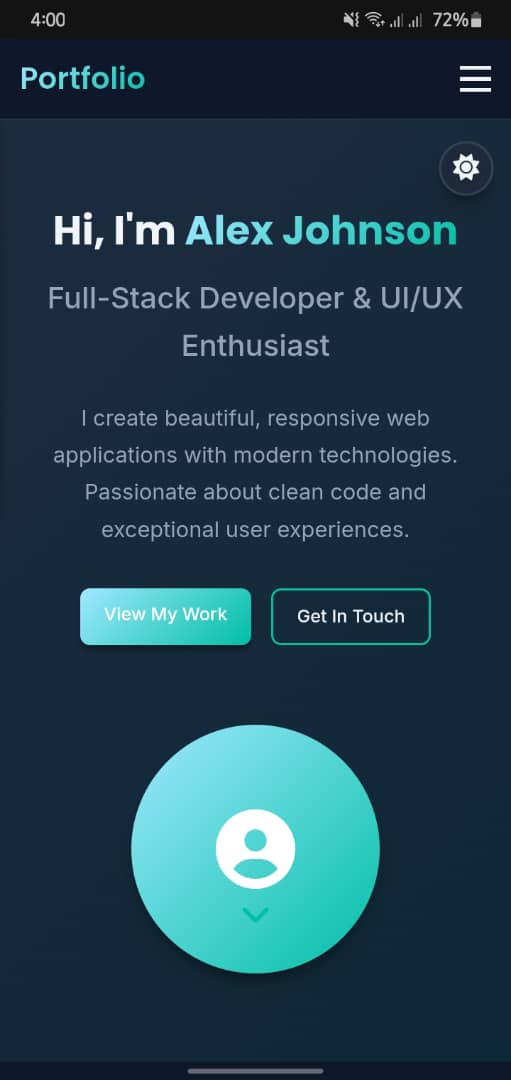 4:00
72%
Portfolio
Hi, I'm Alex Johnson
Full-Stack Developer & UI/UX
Enthusiast
I create beautiful, responsive web
applications with modern technologies.
Passionate about clean code and
exceptional user experiences.
View My Work
Get In Touch